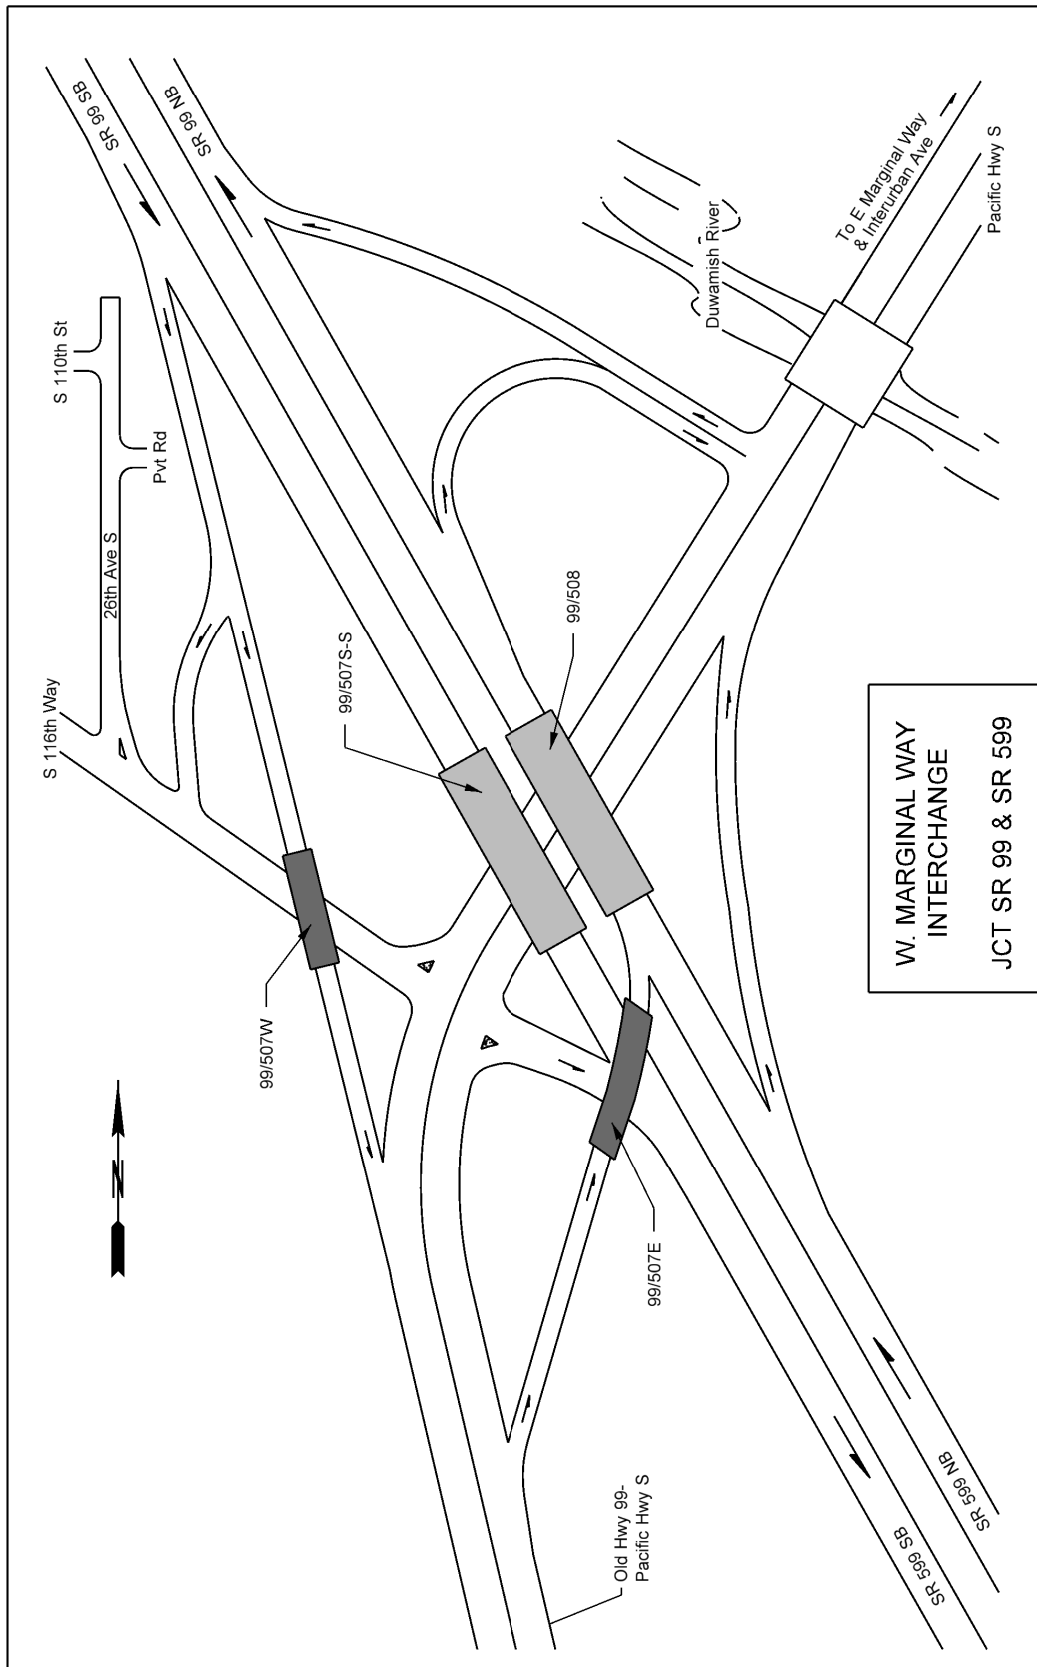 SR 99 SB
SR 99 NB
S 110th St
Pvt Rd
26th Ave S
S 116th Way
Duwamish River
To E Marginal Way
& Interurban Ave
Pacific Hwy S
99/507S-S
99/508
99/507W
99/507E
N
Old Hwy 99-
Pacific Hwy S
SR 599 SB
SR 599 NB
W. MARGINAL WAY
INTERCHANGE
JCT SR 99 & SR 599